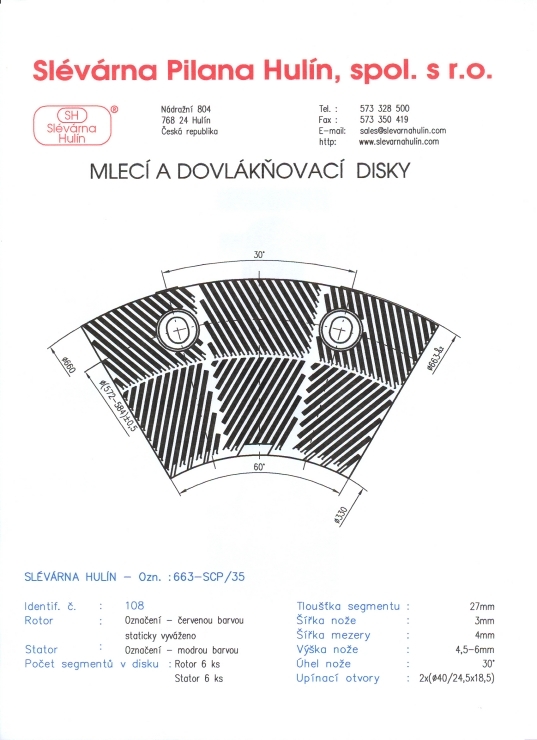 Slévárna Pilana Hulín, spol. s r.o.
SH
Slévárna
Hulín
®
Nádražní 804
768 24 Hulín
Česká republika
Tel. : 573 328 500
Fax : 573 350 419
E-mail: sales@slevarnahulin.com
http: www.slevarnahulin.com
MLECÍ A DOVLÁKŇOVACÍ DISKY
30°
ø660
ø(572-584)±0,5
ø663
60°
ø330
SLÉVÁRNA HULÍN - Ozn. :663-SCP/35
Identif. č. : 108
Rotor : Označení - červenou barvou
staticky vyváženo
Stator : Označení - modrou barvou
Počet segmentů v disku : Rotor 6 ks
Stator 6 ks
Tloušťka segmentu : 27mm
Šířka nože : 3mm
Šířka mezery : 4mm
Výška nože : 4,5-6mm
Úhel nože : 30°
Upínací otvory : 2x(ø40/24,5x18,5)